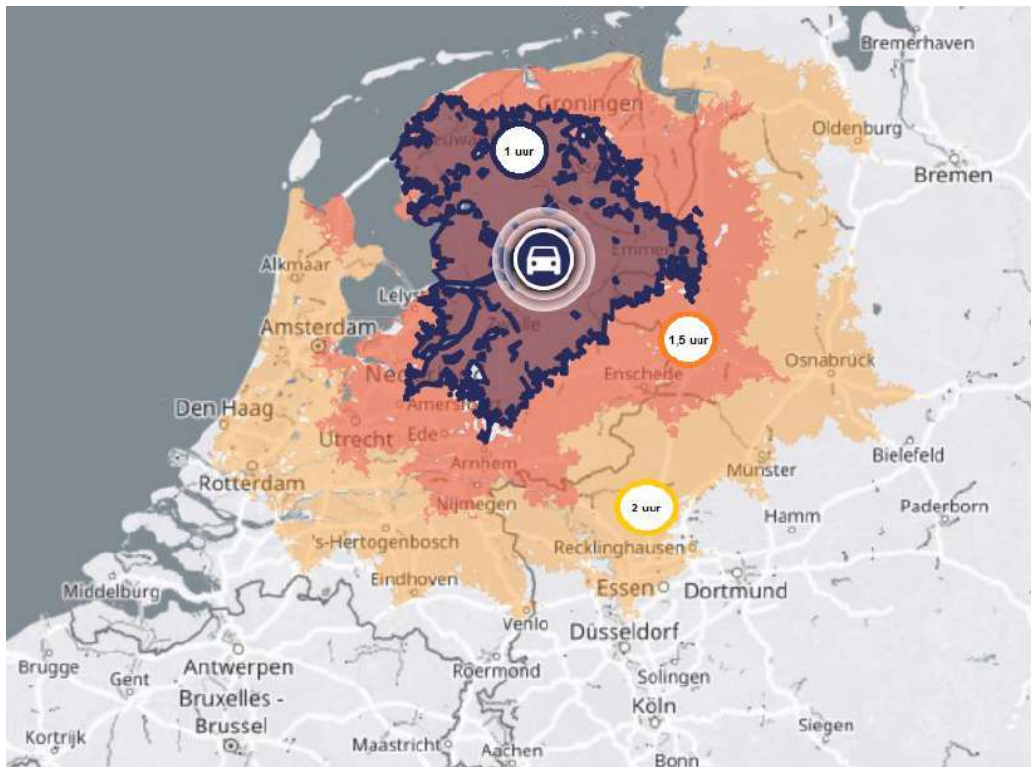 Bremerhaven
Groningen
Oldenburg
Bremen
1 uur
Emmen
Alkmaar
Amsterdam
1,5 uur
Osnabrück
Enschede
Den Haag
Utrecht
Ede
Arnhem
Bielefeld
Münster
Rotterdam
Nijmegen
2 uur
Paderborn
Hamm
's-Hertogenbosch
Recklinghausen
Eindhoven
Essen
Dortmund
Middelburg
Venlo
Düsseldorf
Brugge
Antwerpen
Roermond
Solingen
Gent
Bruxelles -
Brussel
Köln
Siegen
Kortrijk
Maastricht
Aachen
Bonn